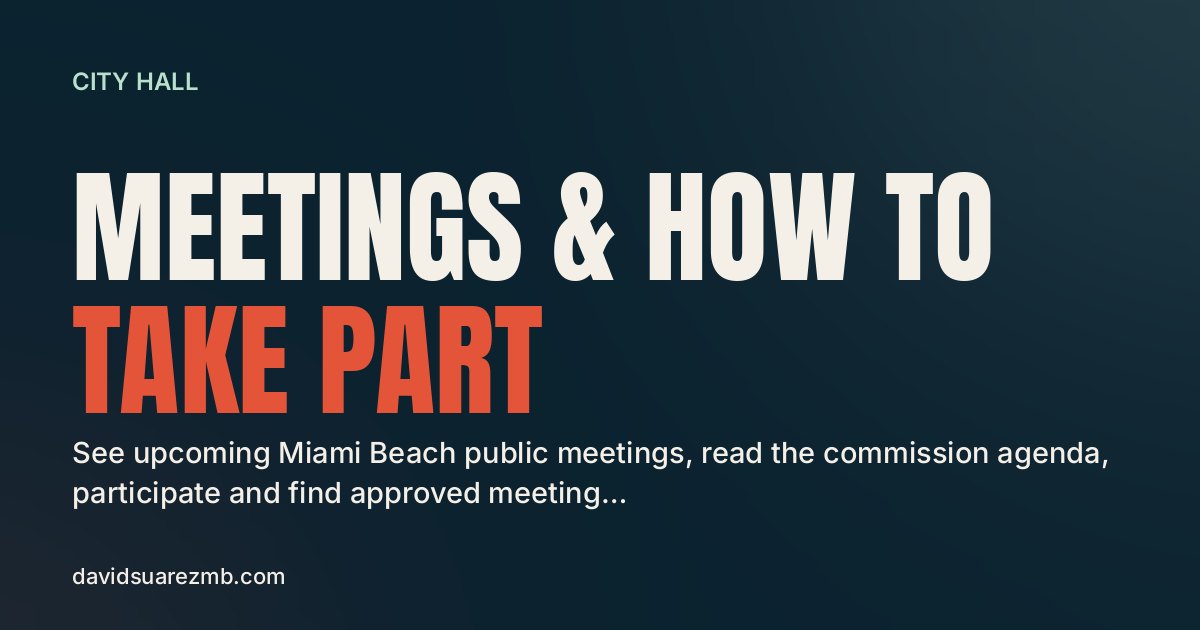 CITY HALL
MEETINGS & HOW TO
TAKE PART
See upcoming Miami Beach public meetings, read the commission agenda,
participate and find approved meeting...
davidsuarezmb.com